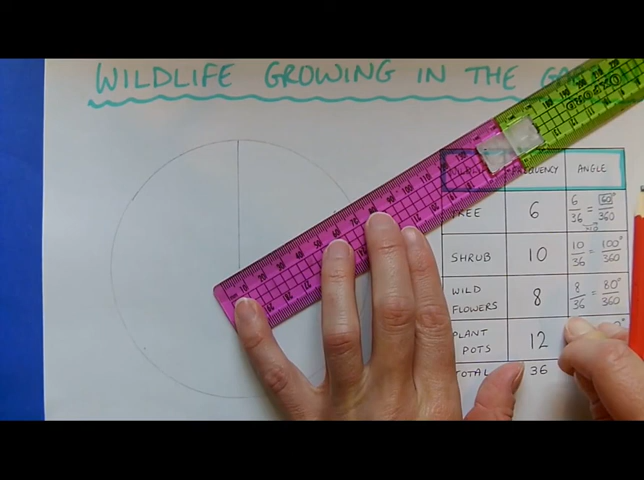 WILDLIFE GROWING IN THE
FREQUENCY ANGLE
TREE 6 6/36 = 60°/360
×10
SHRUB 10 10/36 = 100°/360
WILD FLOWERS 8 8/36 = 80°/360
PLANT POTS 12
TOTAL 36